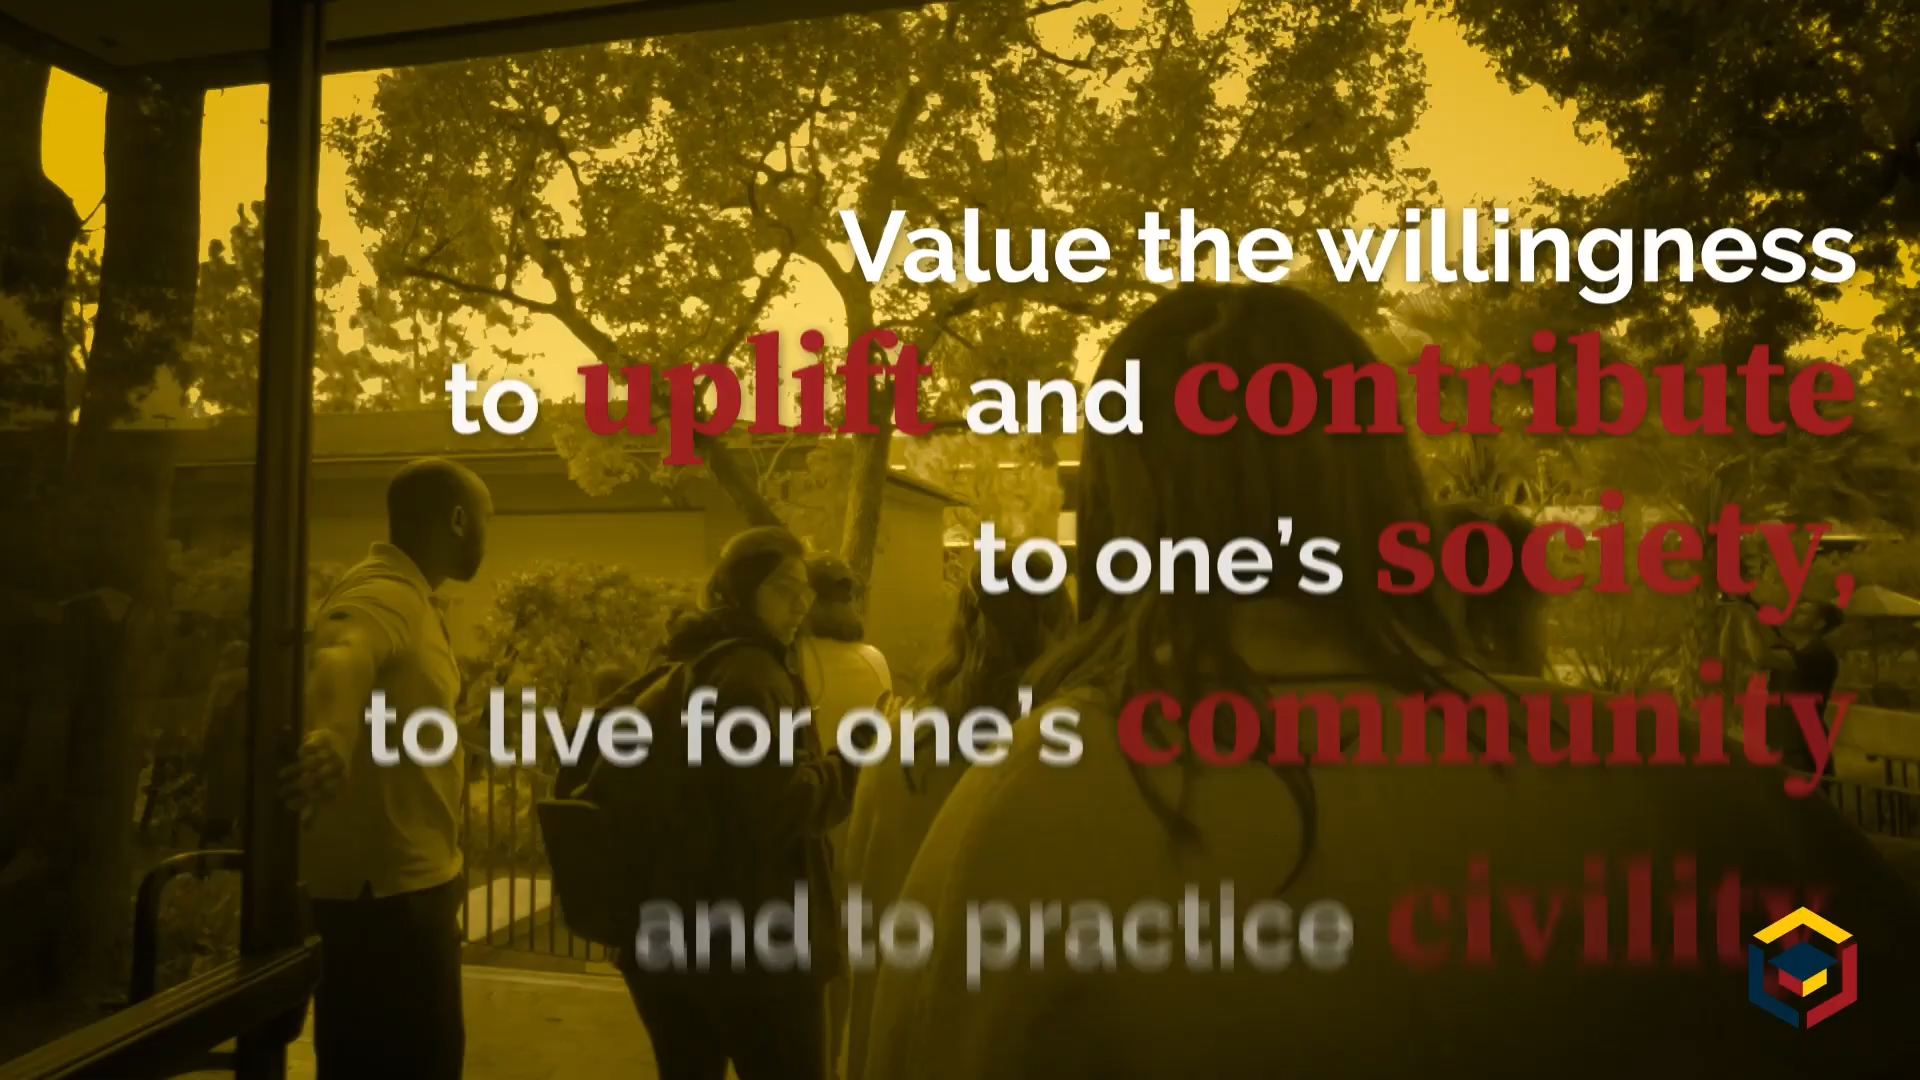 Value the willingness
to uplift and contribute
to one's society,
to live for one's community
and to practice civility